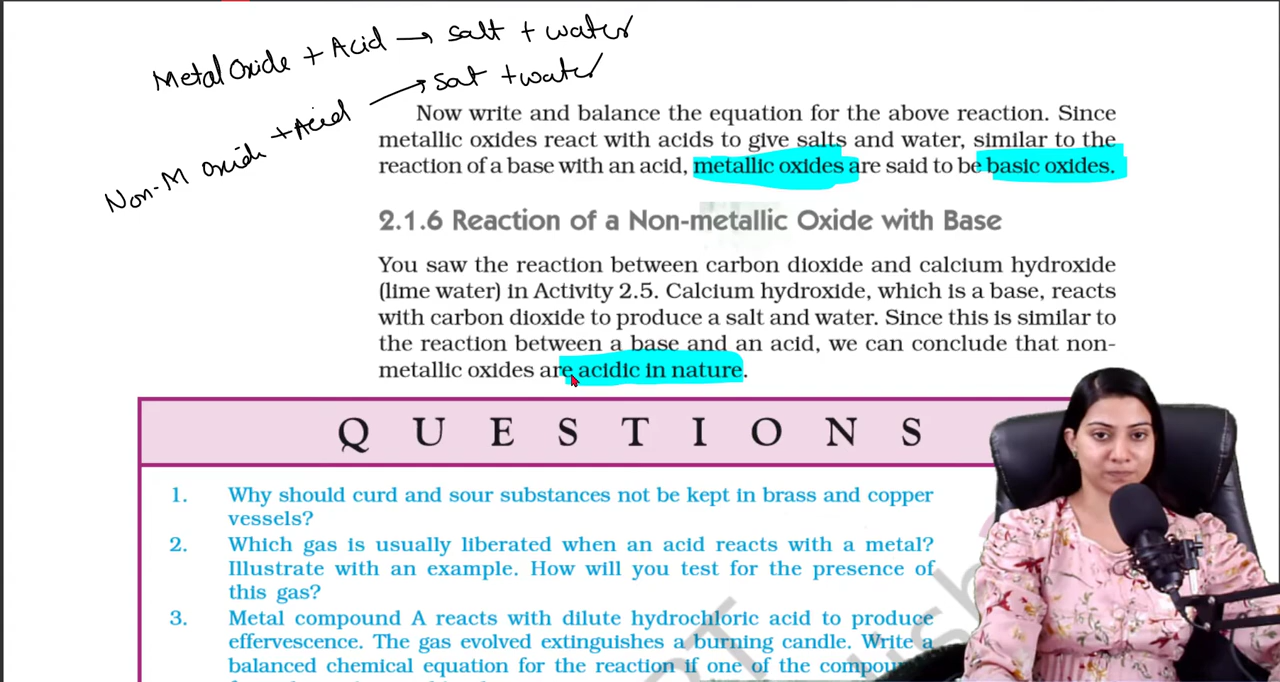 Metal Oxide + Acid → salt + water
Non-M Oxide + Acid → salt + water
Now write and balance the equation for the above reaction. Since
metallic oxides react with acids to give salts and water, similar to the
reaction of a base with an acid, metallic oxides are said to be basic oxides.
2.1.6 Reaction of a Non-metallic Oxide with Base
You saw the reaction between carbon dioxide and calcium hydroxide
(lime water) in Activity 2.5. Calcium hydroxide, which is a base, reacts
with carbon dioxide to produce a salt and water. Since this is similar to
the reaction between a base and an acid, we can conclude that non-
metallic oxides are acidic in nature.
QUESTIONS
1. Why should curd and sour substances not be kept in brass and copper
vessels?
2. Which gas is usually liberated when an acid reacts with a metal?
Illustrate with an example. How will you test for the presence of
this gas?
3. Metal compound A reacts with dilute hydrochloric acid to produce
effervescence. The gas evolved extinguishes a burning candle. Write a
balanced chemical equation for the reaction if one of the